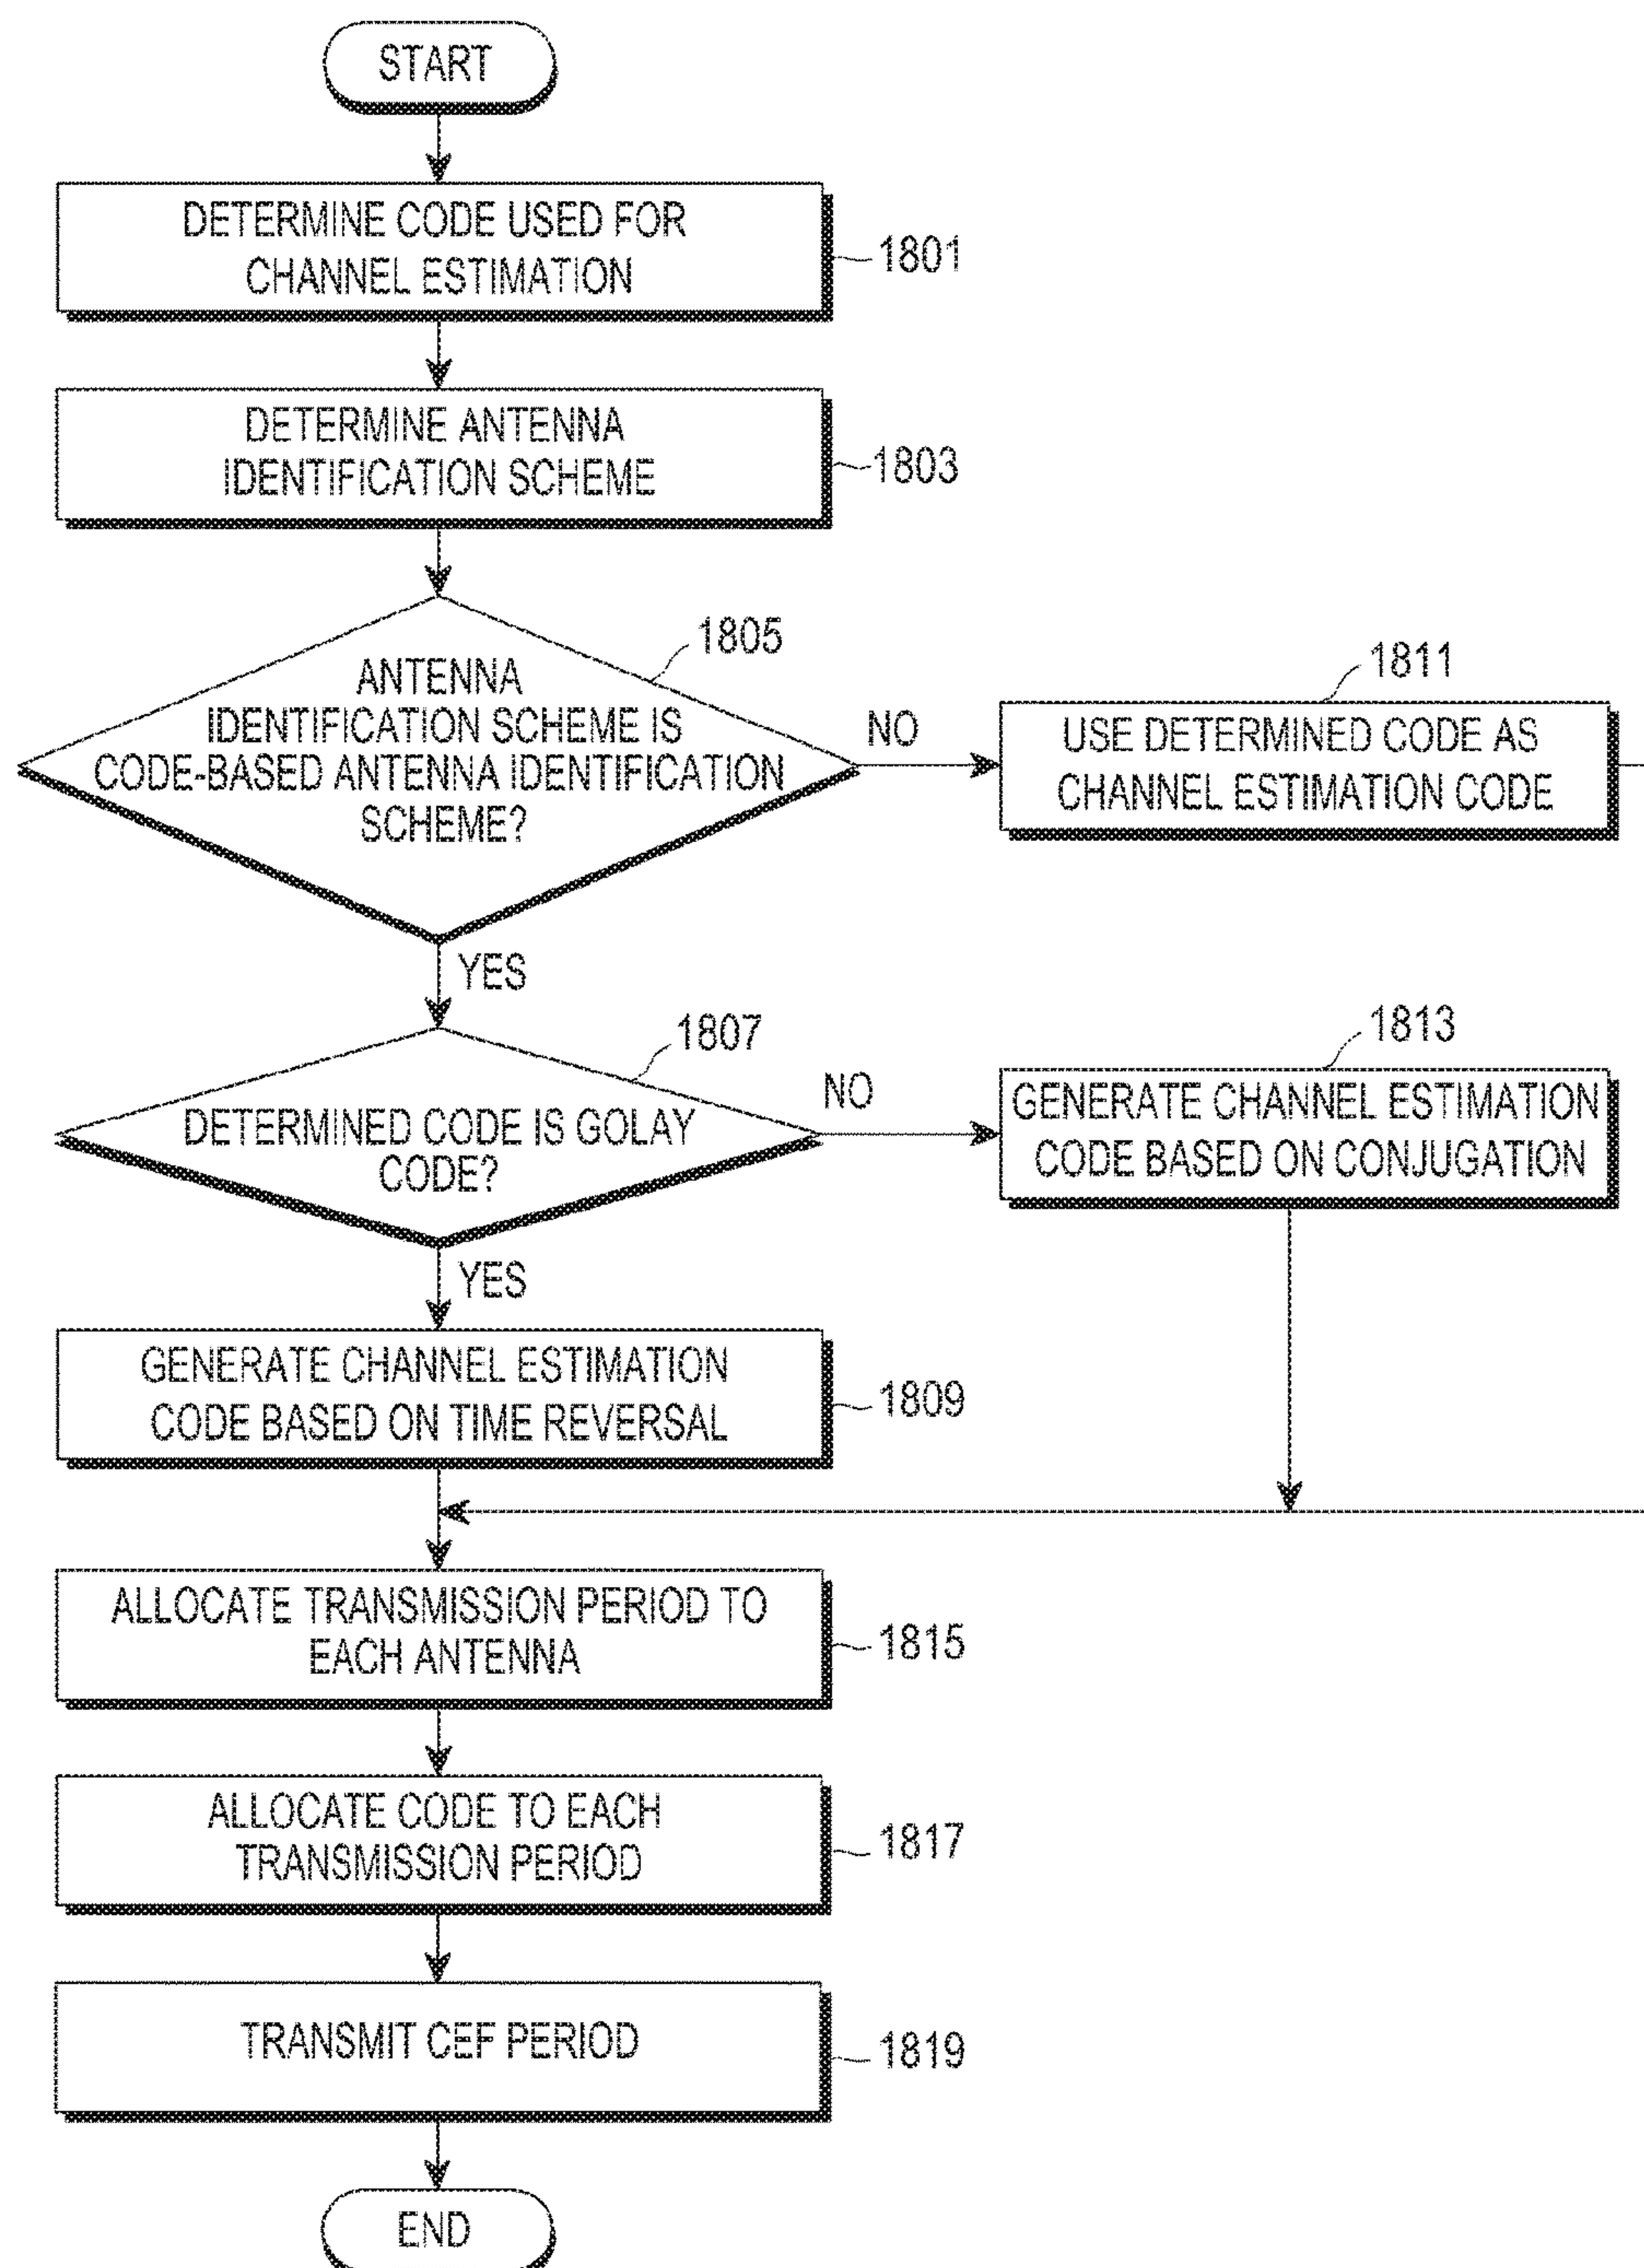 START
DETERMINE CODE USED FOR
CHANNEL ESTIMATION
1801
DETERMINE ANTENNA
IDENTIFICATION SCHEME
1803
1805
ANTENNA
IDENTIFICATION SCHEME IS
CODE-BASED ANTENNA IDENTIFICATION
SCHEME?
NO
1811
USE DETERMINED CODE AS
CHANNEL ESTIMATION CODE
YES
1807
DETERMINED CODE IS GOLAY
CODE?
NO
1813
GENERATE CHANNEL ESTIMATION
CODE BASED ON CONJUGATION
YES
GENERATE CHANNEL ESTIMATION
CODE BASED ON TIME REVERSAL
1809
ALLOCATE TRANSMISSION PERIOD TO
EACH ANTENNA
1815
ALLOCATE CODE TO EACH
TRANSMISSION PERIOD
1817
TRANSMIT CEF PERIOD
1819
END